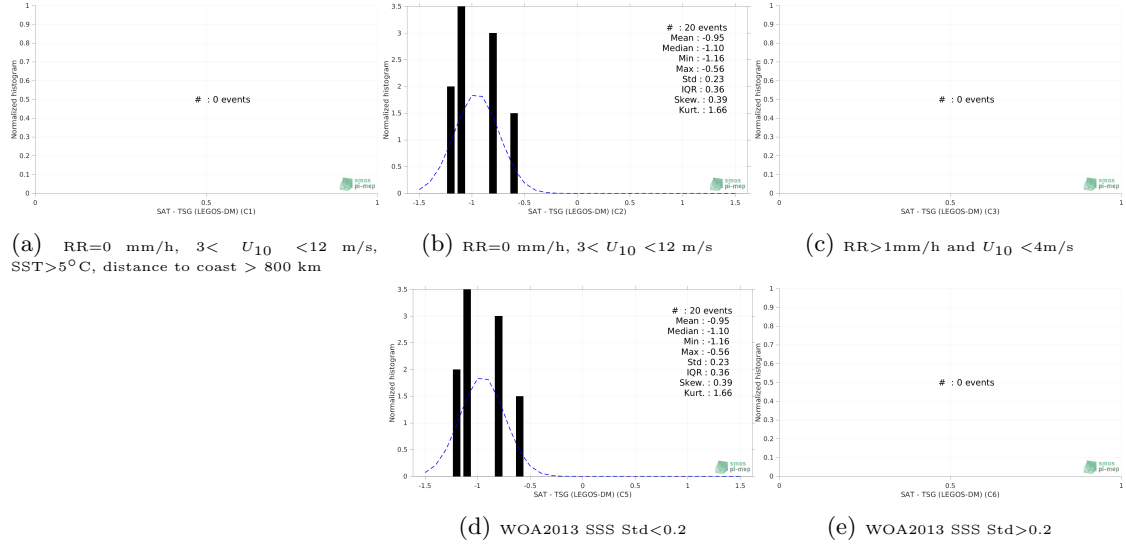 1
0.9
0.8
0.7
0.6
0.5
0.4
0.3
0.2
0.1
0
Normalized histogram
# : 0 events
smos
pi-mep
0 0.5 1
SAT - TSG (LEGOS-DM) (C1)
(a) RR=0 mm/h, 3< U10 <12 m/s,
SST>5°C, distance to coast > 800 km
3.5
3
2.5
2
1.5
1
0.5
0
Normalized histogram
# : 20 events
Mean : -0.95
Median : -1.10
Min : -1.16
Max : -0.56
Std : 0.23
IQR : 0.36
Skew. : 0.39
Kurt. : 1.66
smos
pi-mep
-1.5 -1 -0.5 0 0.5 1 1.5
SAT - TSG (LEGOS-DM) (C2)
(b) RR=0 mm/h, 3< U10 <12 m/s
1
0.9
0.8
0.7
0.6
0.5
0.4
0.3
0.2
0.1
0
Normalized histogram
# : 0 events
smos
pi-mep
0 0.5 1
SAT - TSG (LEGOS-DM) (C3)
(c) RR>1mm/h and U10 <4m/s
3.5
3
2.5
2
1.5
1
0.5
0
Normalized histogram
# : 20 events
Mean : -0.95
Median : -1.10
Min : -1.16
Max : -0.56
Std : 0.23
IQR : 0.36
Skew. : 0.39
Kurt. : 1.66
smos
pi-mep
-1.5 -1 -0.5 0 0.5 1 1.5
SAT - TSG (LEGOS-DM) (C5)
(d) WOA2013 SSS Std<0.2
1
0.9
0.8
0.7
0.6
0.5
0.4
0.3
0.2
0.1
0
Normalized histogram
# : 0 events
smos
pi-mep
0 0.5 1
SAT - TSG (LEGOS-DM) (C6)
(e) WOA2013 SSS Std>0.2